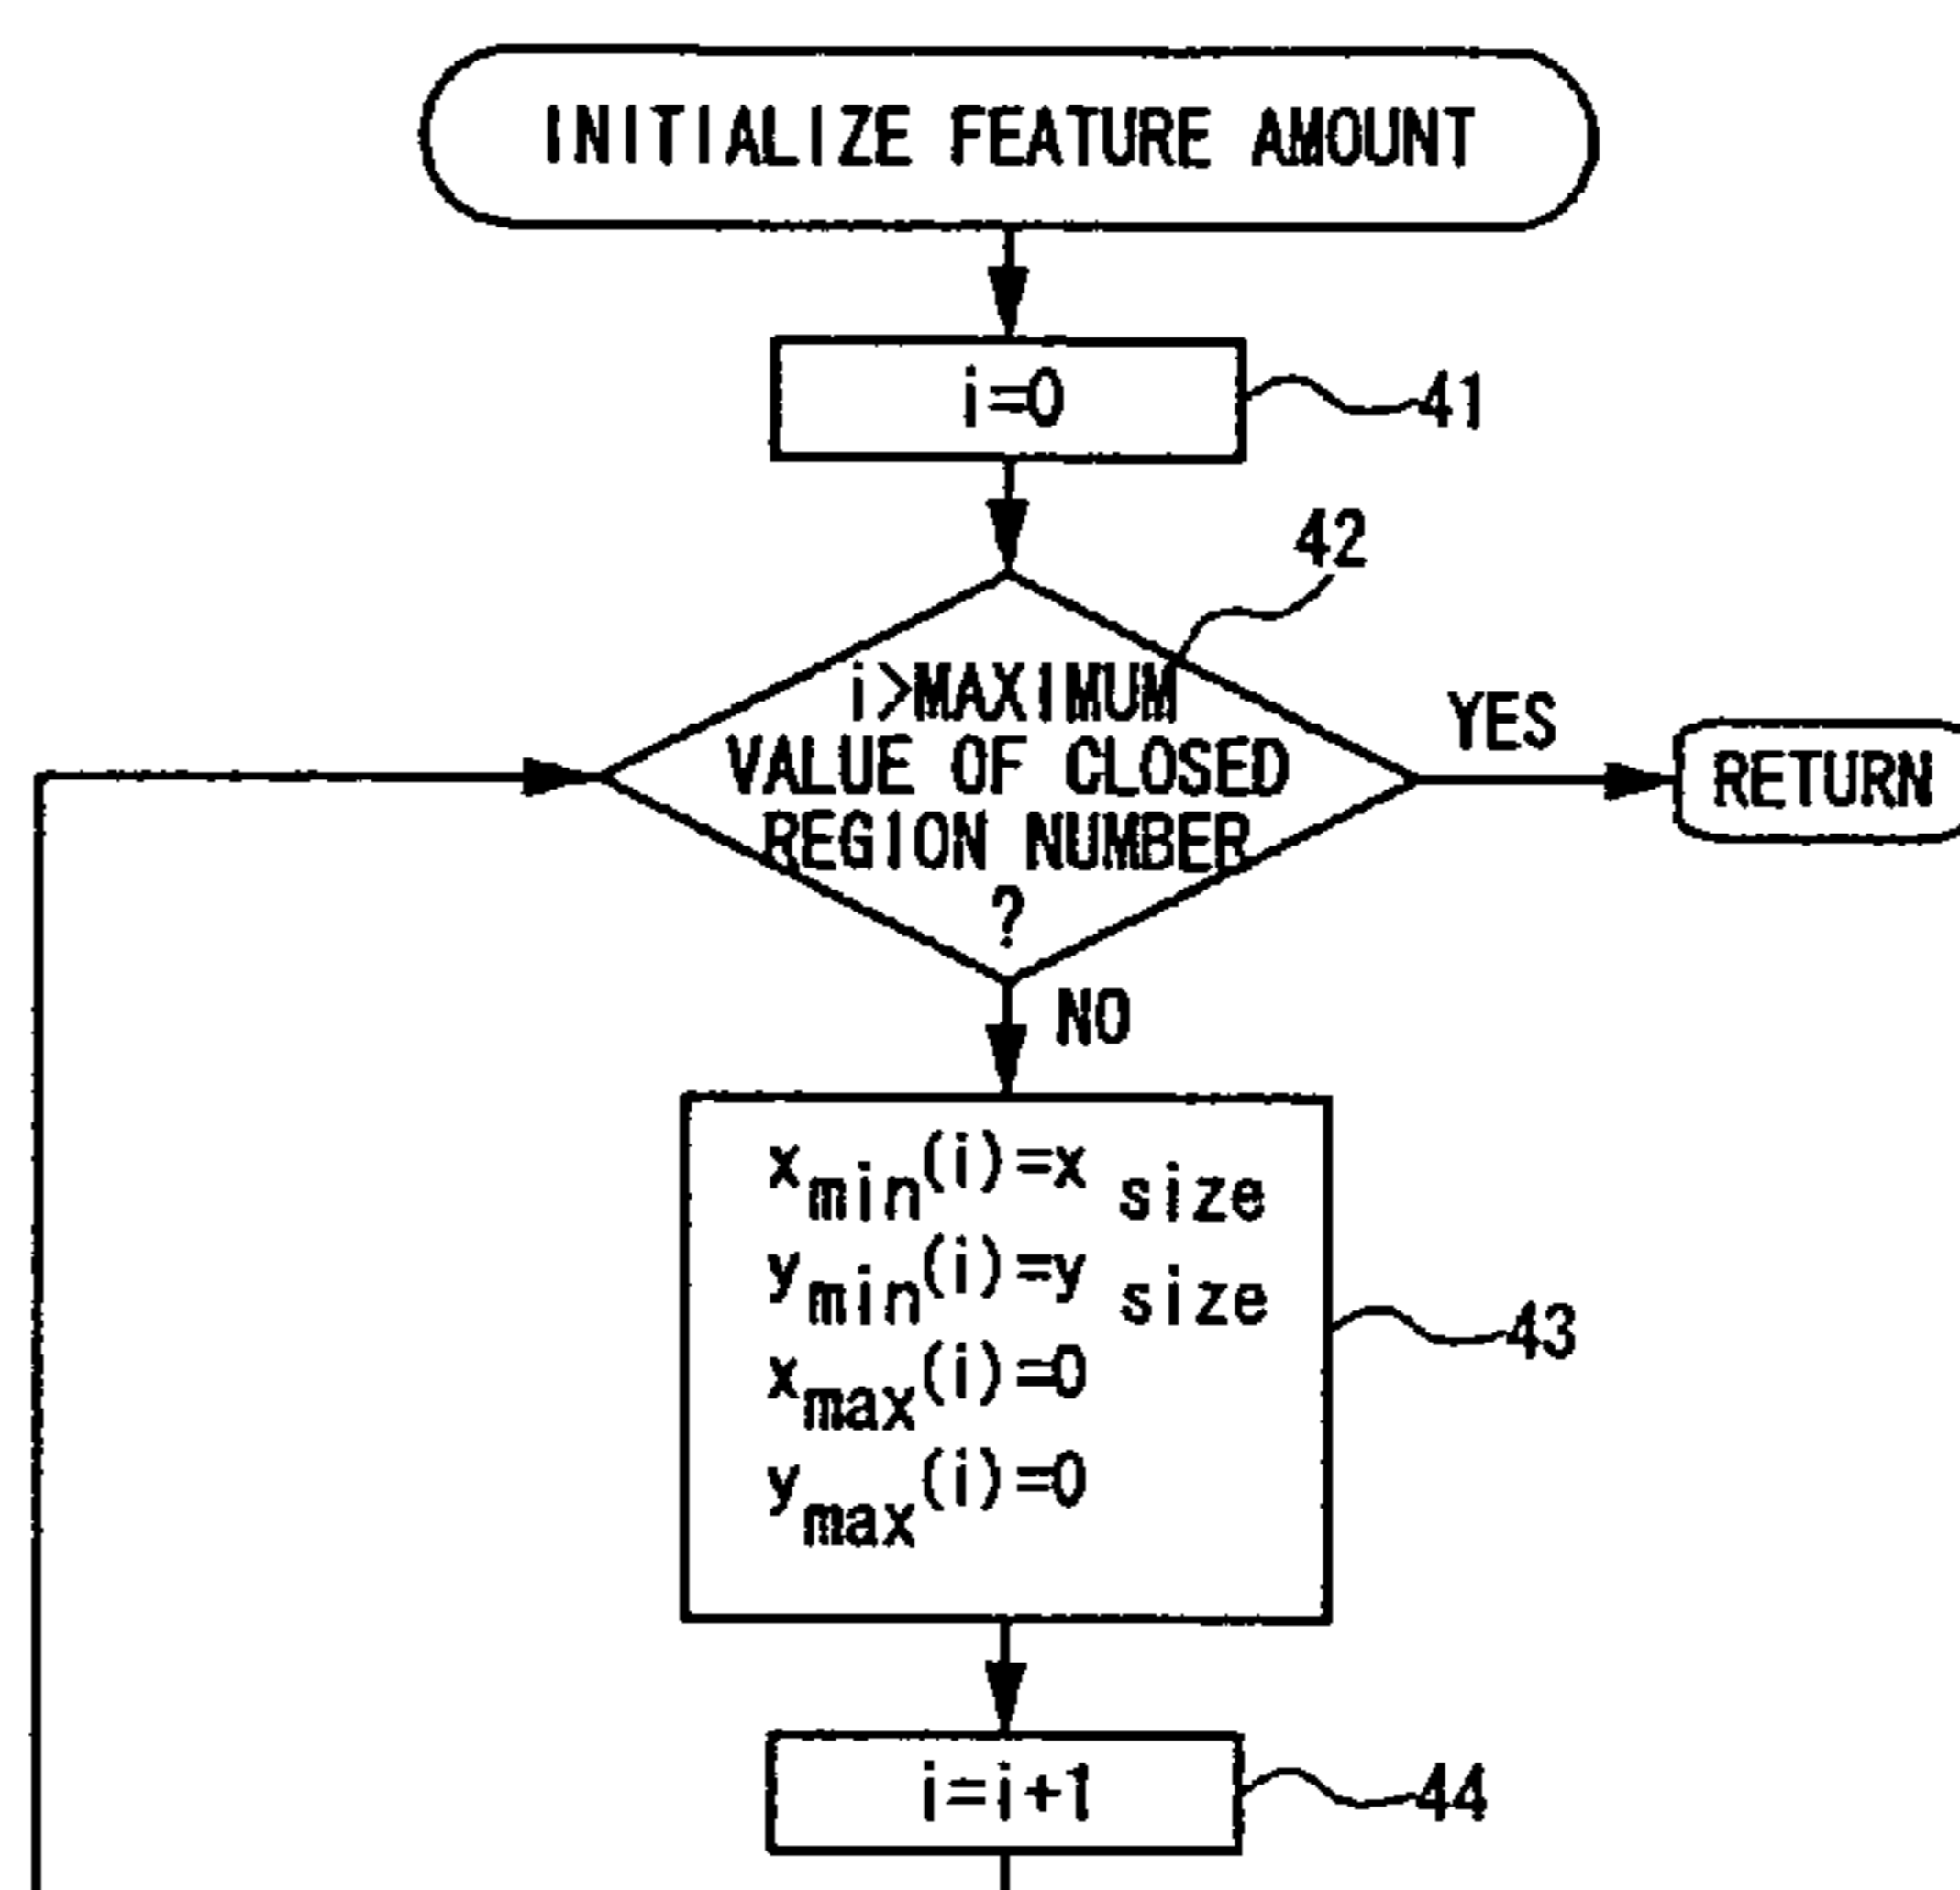 INITIALIZE FEATURE AMOUNT
i=0
41
42
i>MAXIMUM
VALUE OF CLOSED
REGION NUMBER
?
YES
RETURN
NO
xmin(i)=x size
ymin(i)=y size
xmax(i)=0
ymax(i)=0
43
i=i+1
44